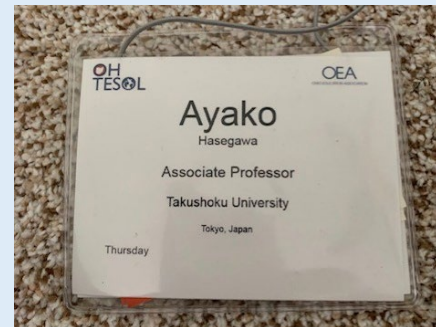 OH
TESOL
OEA
Ayako
Hasegawa
Associate Professor
Takushoku University
Tokyo, Japan
Thursday